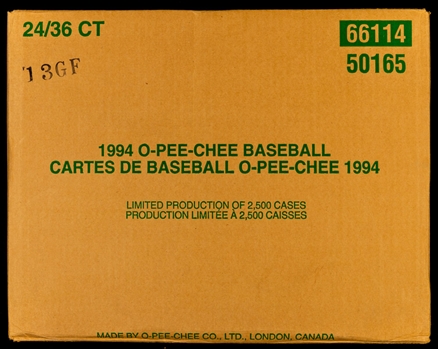 24/36 CT
66114
50165
13GF
1994 O-PEE-CHEE BASEBALL
CARTES DE BASEBALL O-PEE-CHEE 1994
LIMITED PRODUCTION OF 2,500 CASES
PRODUCTION LIMITÉE À 2,500 CAISSES
MADE BY O-PEE-CHEE CO., LTD., LONDON, CANADA